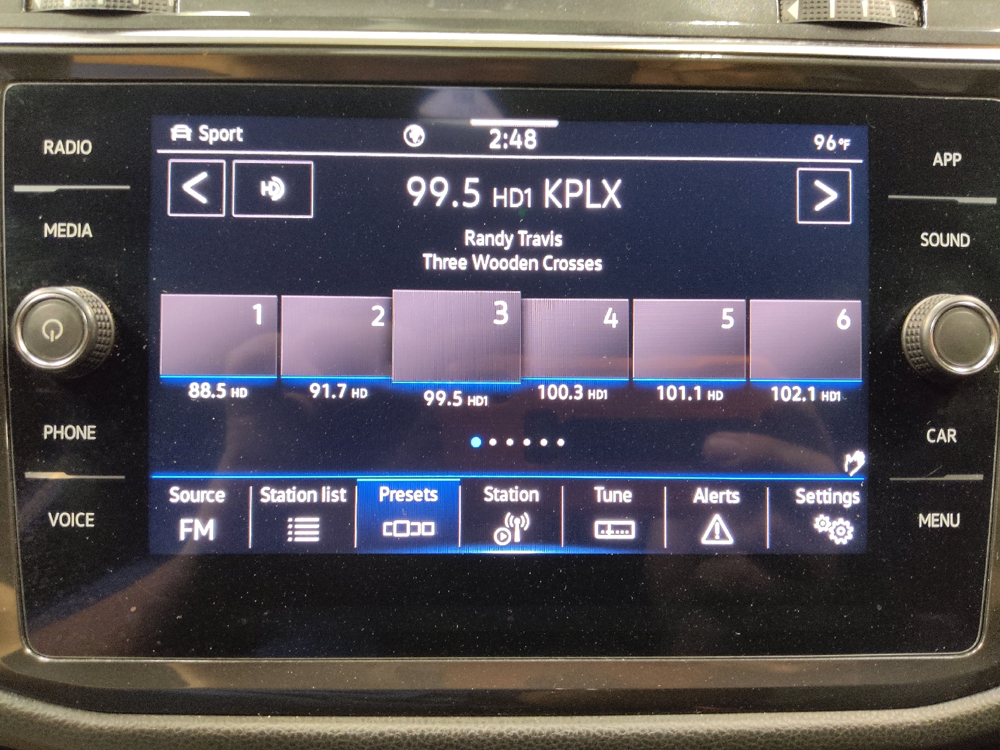 RADIO
MEDIA
PHONE
VOICE
Sport
2:48
96°F
< HD 99.5 HD1 KPLX >
Randy Travis
Three Wooden Crosses
1 2 3 4 5 6
88.5 HD 91.7 HD 99.5 HD1 100.3 HD1 101.1 HD 102.1 HD1
Source Station list Presets Station Tune Alerts Settings
FM
APP
SOUND
CAR
MENU